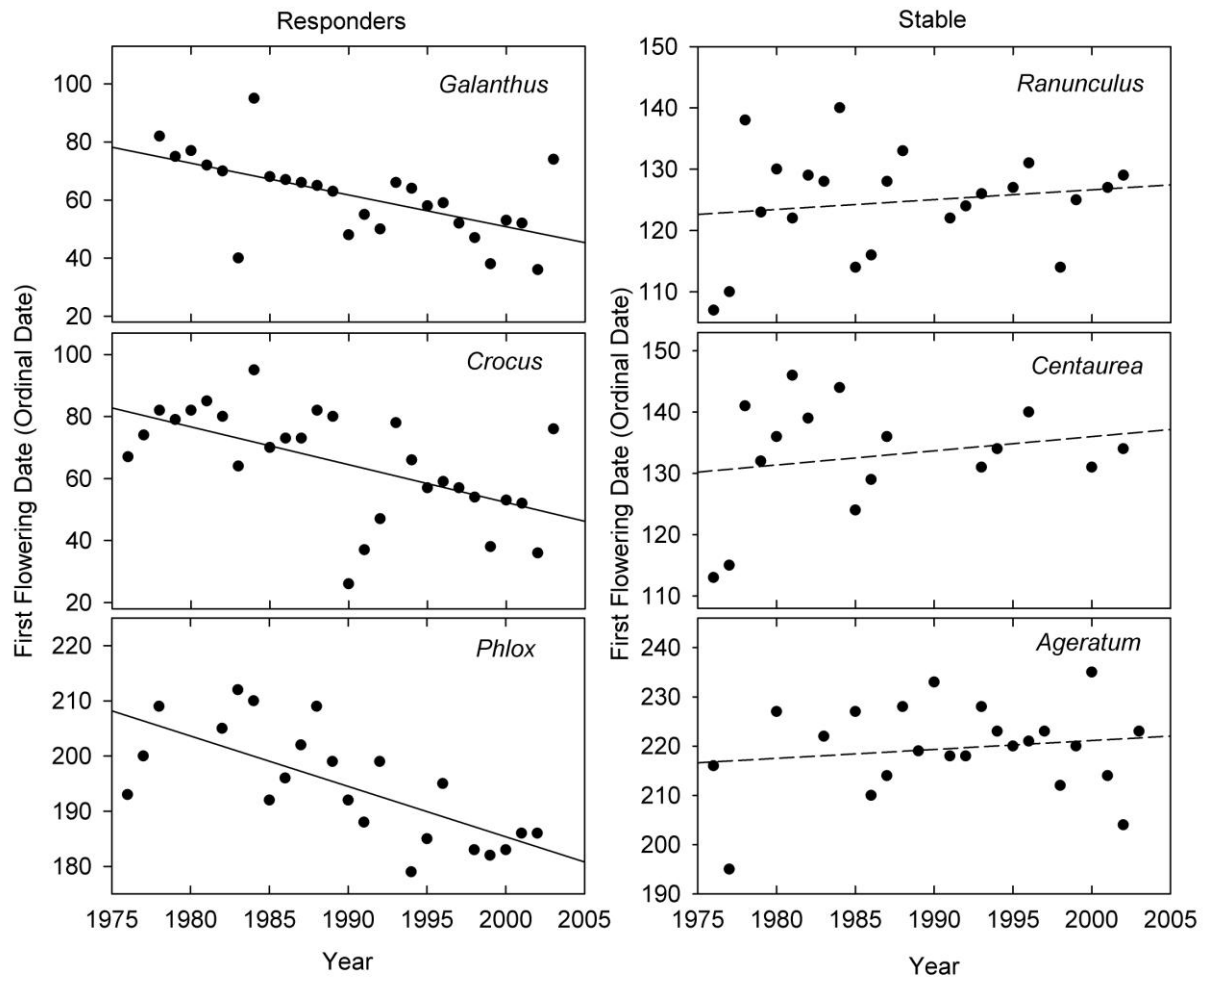 Responders
Stable
First Flowering Date (Ordinal Date)
100
80
60
40
20
Galanthus
100
80
60
40
20
Crocus
220
210
200
190
180
Phlox
1975 1980 1985 1990 1995 2000 2005
Year
First Flowering Date (Ordinal Date)
150
140
130
120
110
Ranunculus
150
140
130
120
110
Centaurea
240
230
220
210
200
190
Ageratum
1975 1980 1985 1990 1995 2000 2005
Year